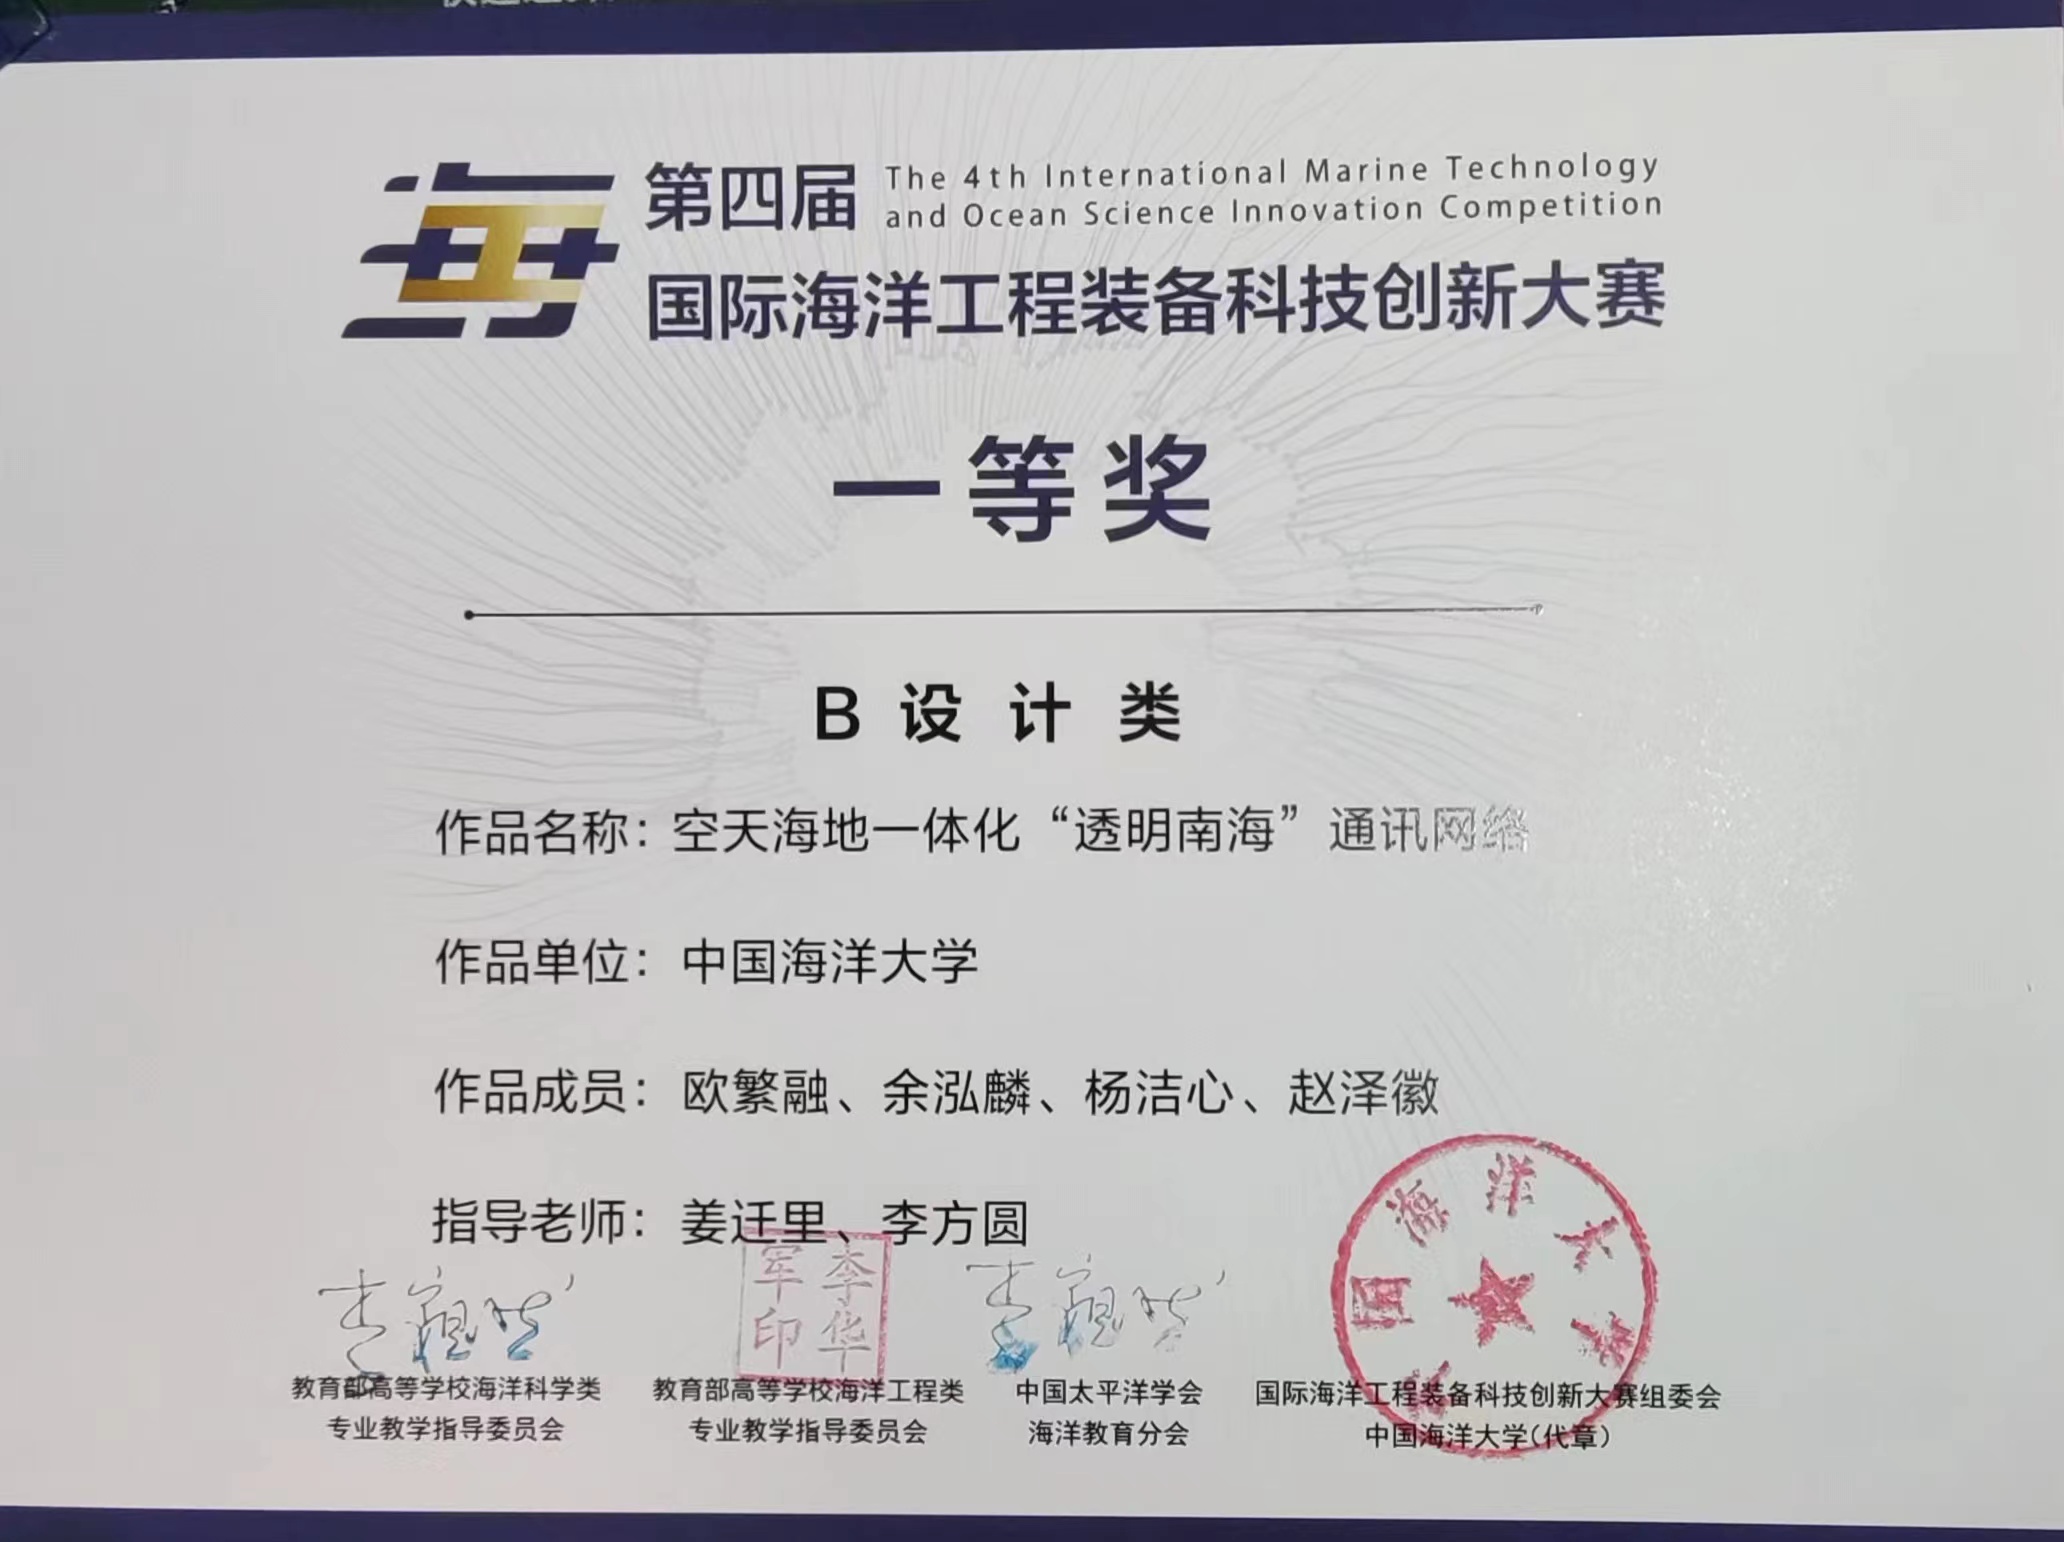 第四届
The 4th International Marine Technology
and Ocean Science Innovation Competition
国际海洋工程装备科技创新大赛
一等奖
B 设 计 类
作品名称：空天海地一体化“透明南海”通讯网络
作品单位：中国海洋大学
作品成员：欧繁融、余泓麟、杨洁心、赵泽徽
指导老师：姜迁里、李方圆
李华军印
中国海洋大学
教育部高等学校海洋科学类
专业教学指导委员会
教育部高等学校海洋工程类
专业教学指导委员会
中国太平洋学会
海洋教育分会
国际海洋工程装备科技创新大赛组委会
中国海洋大学(代章)